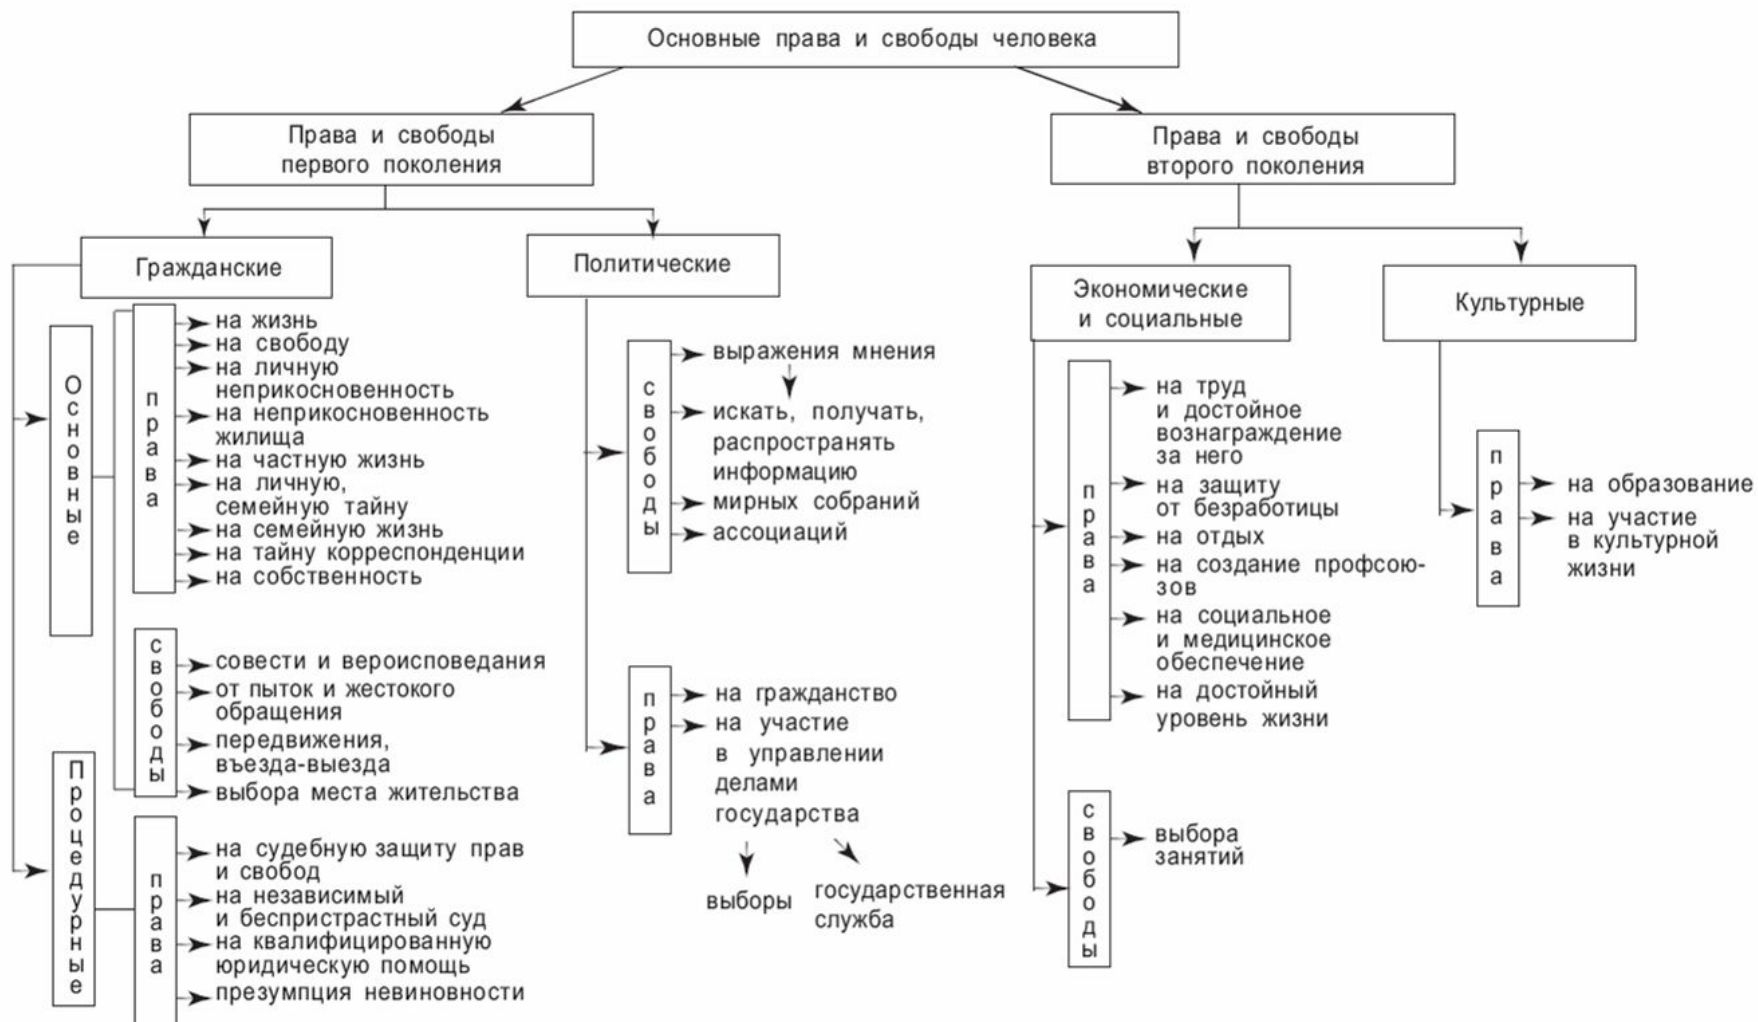 Основные права и свободы человека
Права и свободы
первого поколения
Права и свободы
второго поколения
Гражданские
Политические
Экономические
и социальные
Культурные
Основные
права
на жизнь
на свободу
на личную
неприкосновенность
на неприкосновенность
жилища
на частную жизнь
на личную,
семейную тайну
на семейную жизнь
на тайну корреспонденции
на собственность
свободы
совести и вероисповедания
от пыток и жестокого
обращения
передвижения,
въезда-выезда
выбора места жительства
Процедурные
права
на судебную защиту прав
и свобод
на независимый
и беспристрастный суд
на квалифицированную
юридическую помощь
презумпция невиновности
свободы
выражения мнения
искать, получать,
распространять
информацию
мирных собраний
ассоциаций
права
на гражданство
на участие
в управлении
делами
государства
выборы
государственная
служба
права
на труд
и достойное
вознаграждение
за него
на защиту
от безработицы
на отдых
на создание профсою-
зов
на социальное
и медицинское
обеспечение
на достойный
уровень жизни
свободы
выбора
занятий
права
на образование
на участие
в культурной
жизни